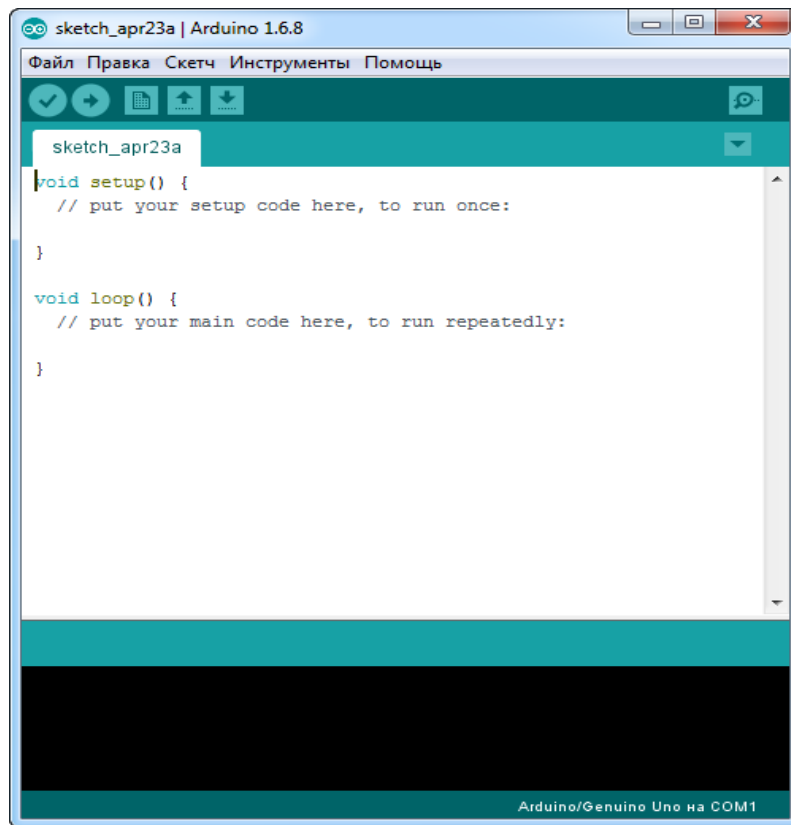 sketch_apr23a | Arduino 1.6.8
Файл Правка Скетч Инструменты Помощь
sketch_apr23a
void setup() {
  // put your setup code here, to run once:
}
void loop() {
  // put your main code here, to run repeatedly:
}
Arduino/Genuino Uno на COM1